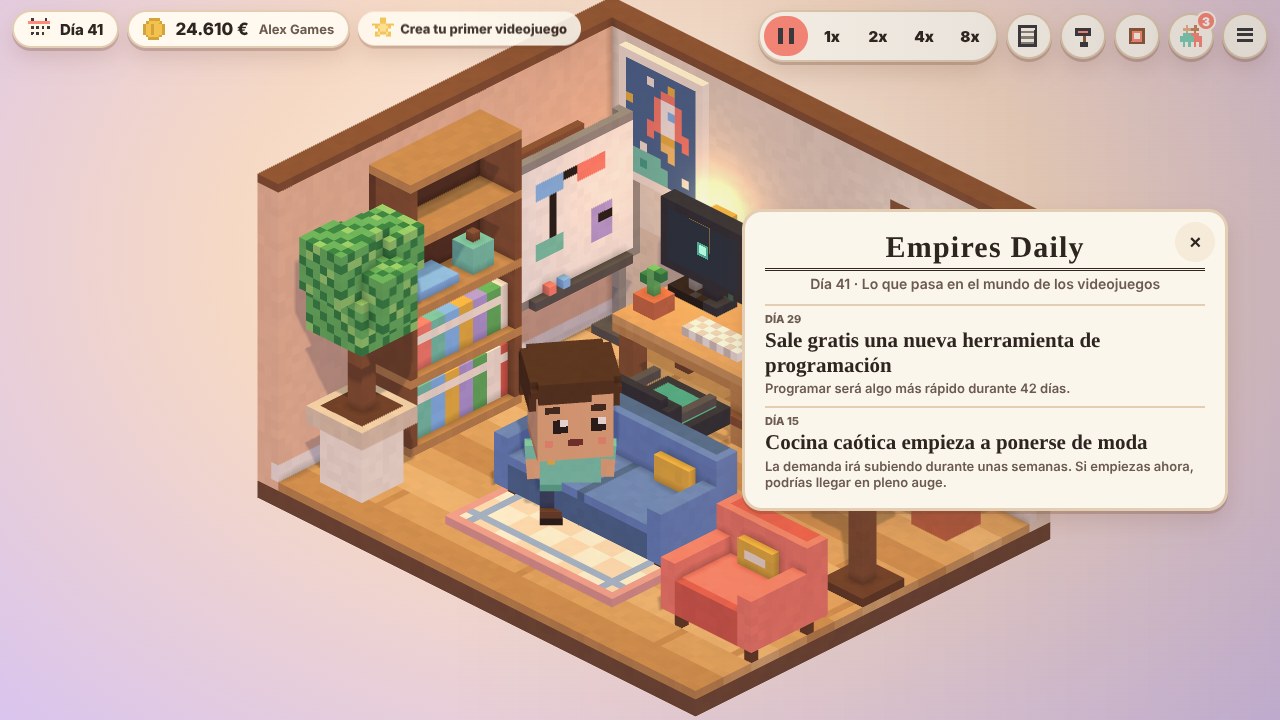 Día 41
24.610 €
Alex Games
Crea tu primer videojuego
1x
2x
4x
8x
3
Empires Daily
Día 41 · Lo que pasa en el mundo de los videojuegos
DÍA 29
Sale gratis una nueva herramienta de
programación
Programar será algo más rápido durante 42 días.
DÍA 15
Cocina caótica empieza a ponerse de moda
La demanda irá subiendo durante unas semanas. Si empiezas ahora,
podrías llegar en pleno auge.